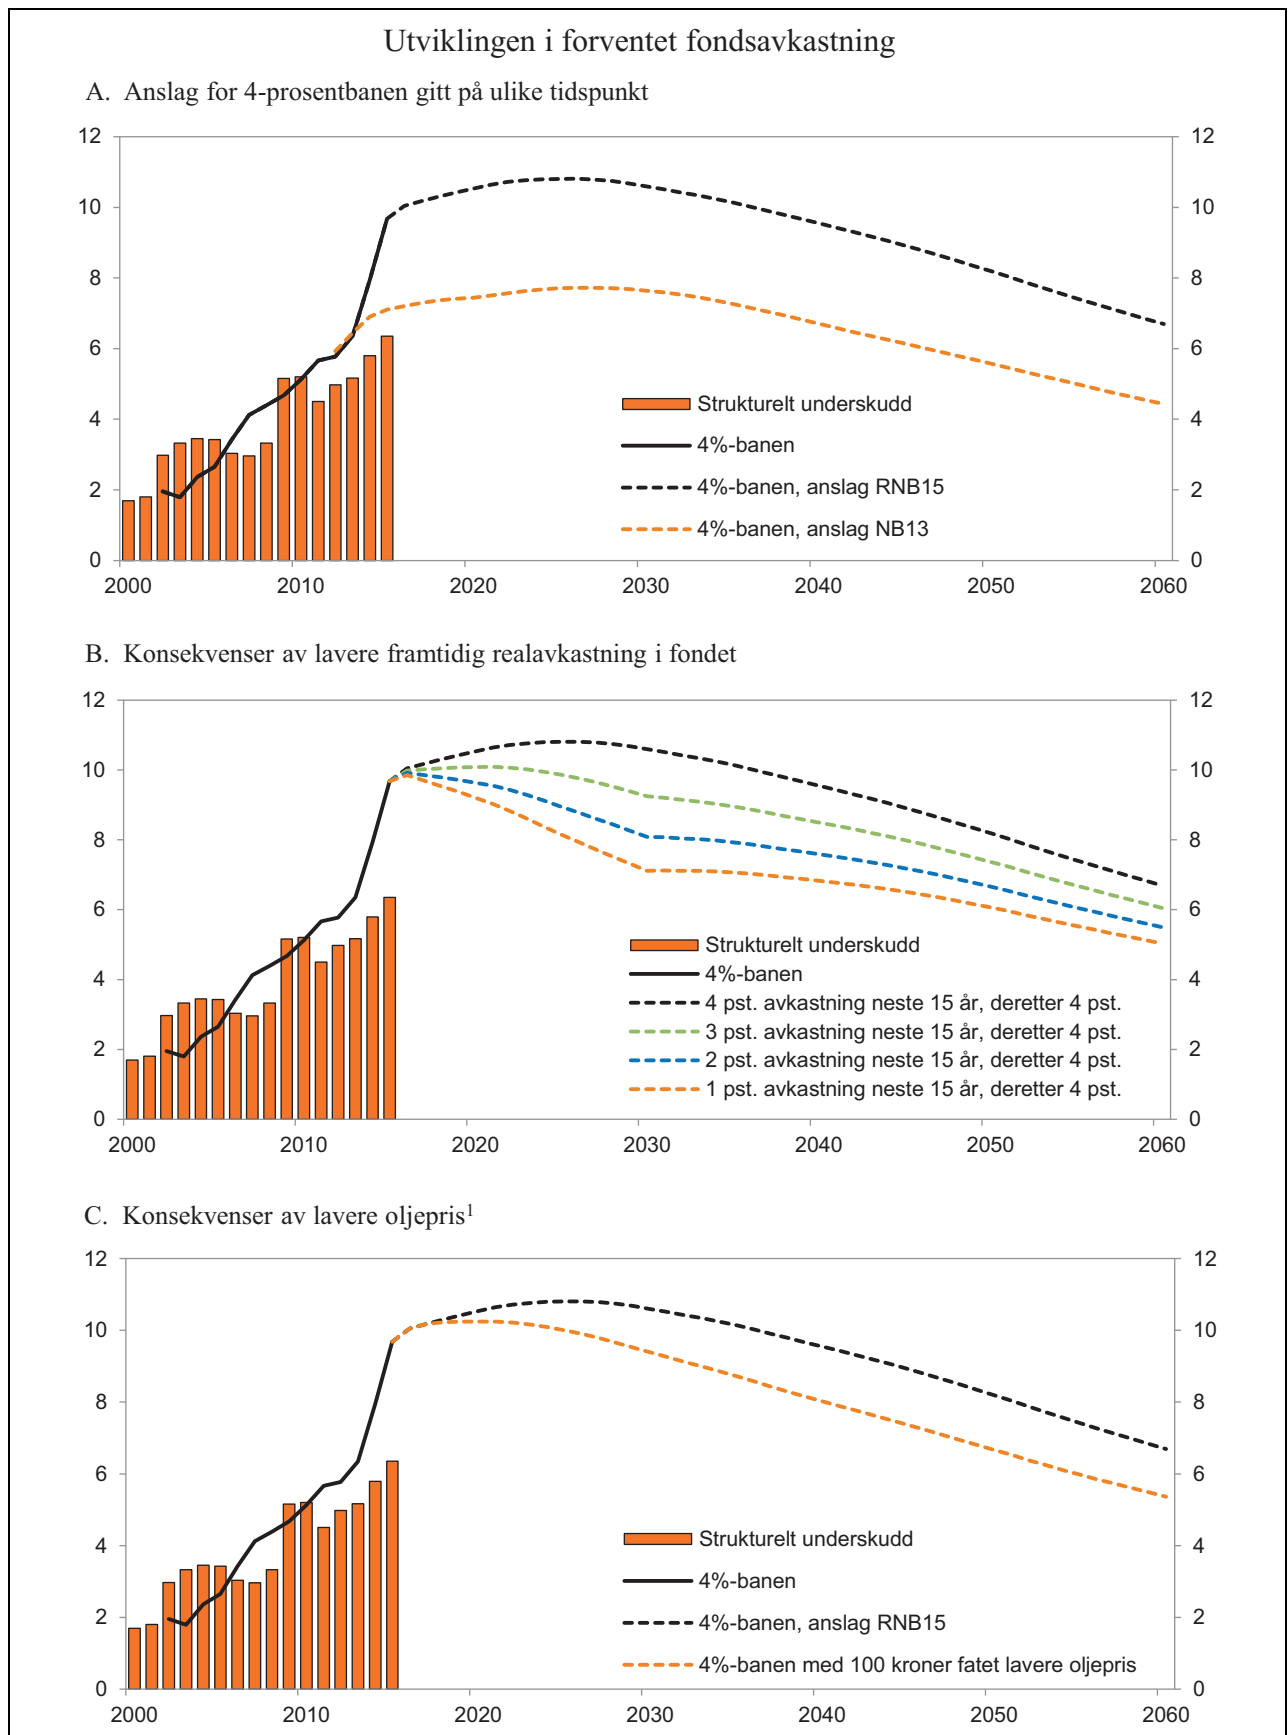 Utviklingen i forventet fondsavkastning
A. Anslag for 4-prosentbanen gitt på ulike tidspunkt
12 12
10 10
8 8
6 6
4 4
2 2
0 0
Strukturelt underskudd
4%-banen
4%-banen, anslag RNB15
4%-banen, anslag NB13
2000 2010 2020 2030 2040 2050 2060
B. Konsekvenser av lavere framtidig realavkastning i fondet
12 12
10 10
8 8
6 6
4 4
2 2
0 0
Strukturelt underskudd
4%-banen
4 pst. avkastning neste 15 år, deretter 4 pst.
3 pst. avkastning neste 15 år, deretter 4 pst.
2 pst. avkastning neste 15 år, deretter 4 pst.
1 pst. avkastning neste 15 år, deretter 4 pst.
2000 2010 2020 2030 2040 2050 2060
C. Konsekvenser av lavere oljepris¹
12 12
10 10
8 8
6 6
4 4
2 2
0 0
Strukturelt underskudd
4%-banen
4%-banen, anslag RNB15
4%-banen med 100 kroner fatet lavere oljepris
2000 2010 2020 2030 2040 2050 2060